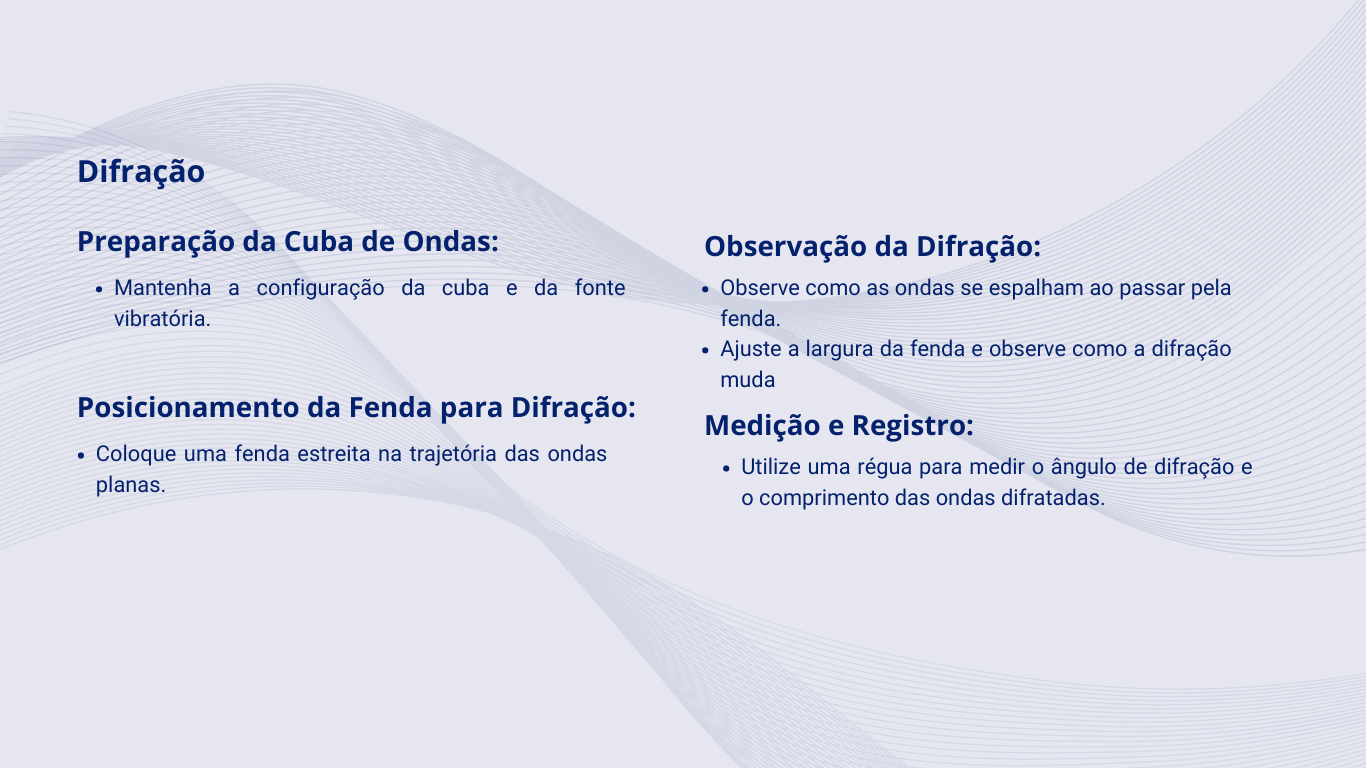 Difração
Preparação da Cuba de Ondas:
• Mantenha a configuração da cuba e da fonte
vibratória.
Posicionamento da Fenda para Difração:
• Coloque uma fenda estreita na trajetória das ondas
planas.
Observação da Difração:
• Observe como as ondas se espalham ao passar pela
fenda.
• Ajuste a largura da fenda e observe como a difração
muda
Medição e Registro:
• Utilize uma régua para medir o ângulo de difração e
o comprimento das ondas difratadas.